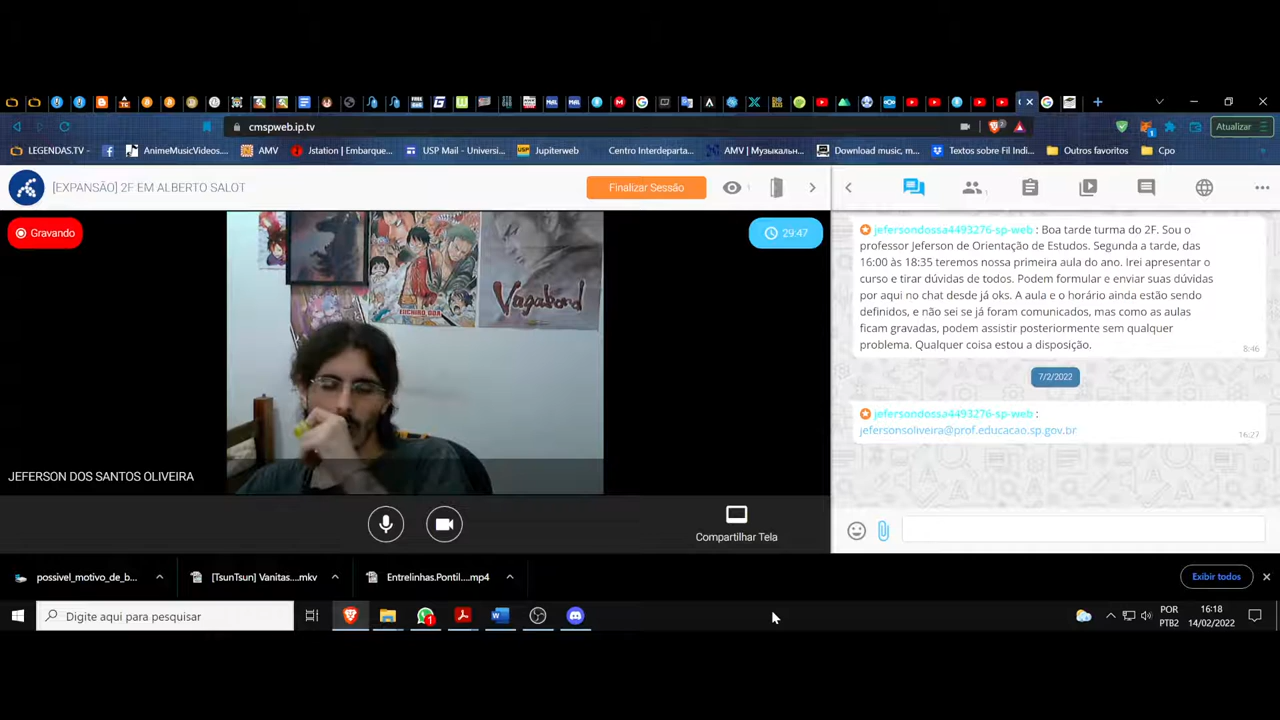 cmspweb.ip.tv
Atualizar
LEGENDAS.TV
AnimeMusicVideos...
AMV
Jstation | Embarque...
USP Mail - Universi...
Jupiterweb
Centro Interdeparta...
AMV | Музыкальн...
Download music, m...
Textos sobre Fil Indi...
Outros favoritos
Cpo
[EXPANSÃO] 2F EM ALBERTO SALOT
Finalizar Sessão
1
1
Gravando
29:47
EIICHIRO ODA
Vagabond
JEFERSON DOS SANTOS OLIVEIRA
Compartilhar Tela
jefersondossa4493276-sp-web : Boa tarde turma do 2F. Sou o
professor Jeferson de Orientação de Estudos. Segunda a tarde, das
16:00 às 18:35 teremos nossa primeira aula do ano. Irei apresentar o
curso e tirar dúvidas de todos. Podem formular e enviar suas dúvidas
por aqui no chat desde já oks. A aula e o horário ainda estão sendo
definidos, e não sei se já foram comunicados, mas como as aulas
ficam gravadas, podem assistir posteriormente sem qualquer
problema. Qualquer coisa estou a disposição.
8:46
7/2/2022
jefersondossa4493276-sp-web :
jefersonsoliveira@prof.educacao.sp.gov.br
16:27
possivel_motivo_de_b...
[TsunTsun] Vanitas....mkv
Entrelinhas.Pontil....mp4
Exibir todos
Digite aqui para pesquisar
1
POR
PTB2
16:18
14/02/2022